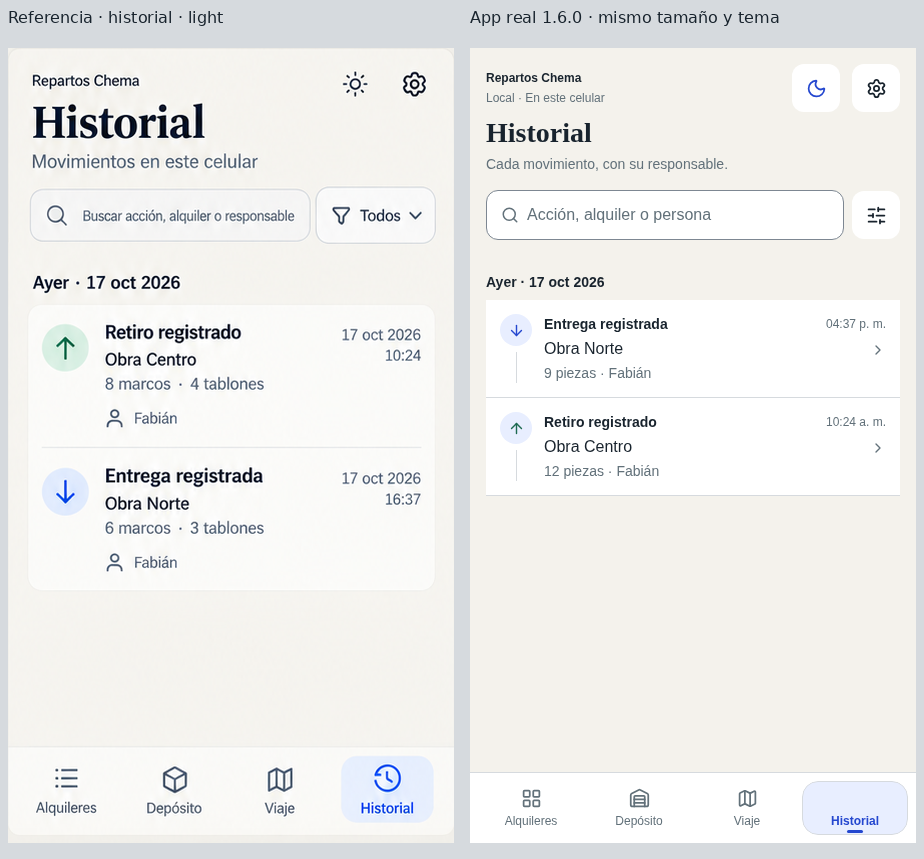 Referencia · historial · light
Repartos Chema
Historial
Movimientos en este celular
Buscar acción, alquiler o responsable
Todos
Ayer · 17 oct 2026
Retiro registrado
17 oct 2026
Obra Centro
10:24
8 marcos · 4 tablones
Fabián
Entrega registrada
17 oct 2026
Obra Norte
16:37
6 marcos · 3 tablones
Fabián
Alquileres
Depósito
Viaje
Historial
App real 1.6.0 · mismo tamaño y tema
Repartos Chema
Local · En este celular
Historial
Cada movimiento, con su responsable.
Acción, alquiler o persona
Ayer · 17 oct 2026
Entrega registrada
04:37 p. m.
Obra Norte
9 piezas · Fabián
Retiro registrado
10:24 a. m.
Obra Centro
12 piezas · Fabián
Alquileres
Depósito
Viaje
Historial